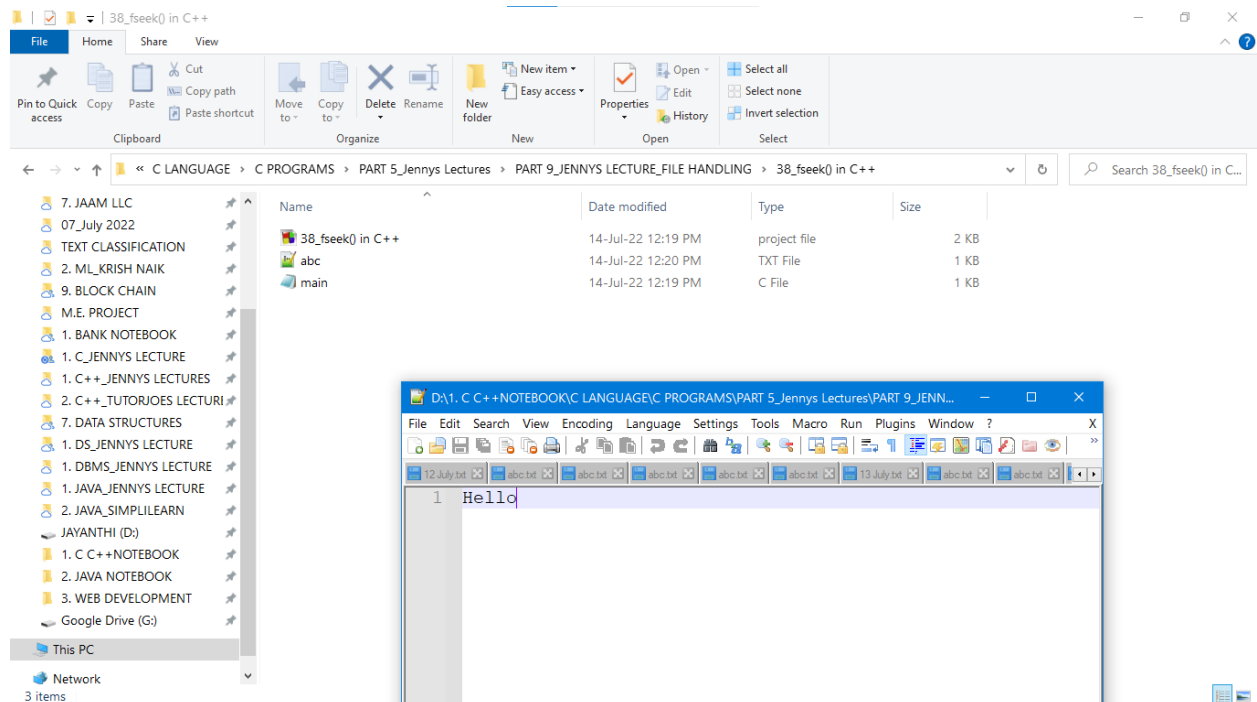 38_fseek() in C++
File Home Share View
Pin to Quick access
Copy
Paste
Cut
Copy path
Paste shortcut
Clipboard
Move to
Copy to
Delete
Rename
Organize
New folder
New item
Easy access
New
Properties
Open
Edit
History
Open
Select all
Select none
Invert selection
Select
« C LANGUAGE › C PROGRAMS › PART 5_Jennys Lectures › PART 9_JENNYS LECTURE_FILE HANDLING › 38_fseek() in C++
Search 38_fseek() in C...
7. JAAM LLC
07_July 2022
TEXT CLASSIFICATION
2. ML_KRISH NAIK
9. BLOCK CHAIN
M.E. PROJECT
1. BANK NOTEBOOK
1. C_JENNYS LECTURE
1. C++_JENNYS LECTURES
2. C++_TUTORJOES LECTURE
7. DATA STRUCTURES
1. DS_JENNYS LECTURE
1. DBMS_JENNYS LECTURE
1. JAVA_JENNYS LECTURE
2. JAVA_SIMPLILEARN
JAYANTHI (D:)
1. C C++NOTEBOOK
2. JAVA NOTEBOOK
3. WEB DEVELOPMENT
Google Drive (G:)
This PC
Network
3 items
Name Date modified Type Size
38_fseek() in C++ 14-Jul-22 12:19 PM project file 2 KB
abc 14-Jul-22 12:20 PM TXT File 1 KB
main 14-Jul-22 12:19 PM C File 1 KB
D:\1. C C++NOTEBOOK\C LANGUAGE\C PROGRAMS\PART 5_Jennys Lectures\PART 9_JENN...
File Edit Search View Encoding Language Settings Tools Macro Run Plugins Window ? X
12 July.txt abc.txt abc.txt abc.txt abc.txt abc.txt 13 July.txt abc.txt abc.txt
1 Hello